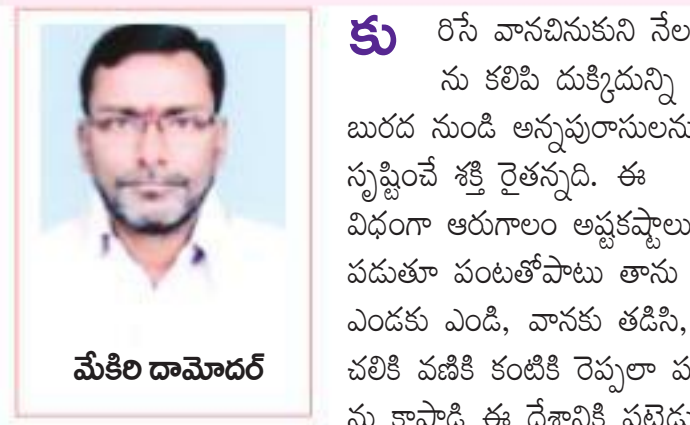 మేకిరి దామోదర్
కురిసే వానచినుకుని నేల
ను కలిపి దుక్కిదున్ని
బురద నుండి అన్నపురాసులను
సృష్టించే శక్తి రైతన్నది. ఈ
విధంగా ఆరుగాలం అష్టకష్టాలు
పడుతూ పంటతోపాటు తాను
ఎండకు ఎండి, వానకు తడిసి,
చలికి వణికి కంటికి రెప్పలా
ను కాపాడి ఈ దేశానికి